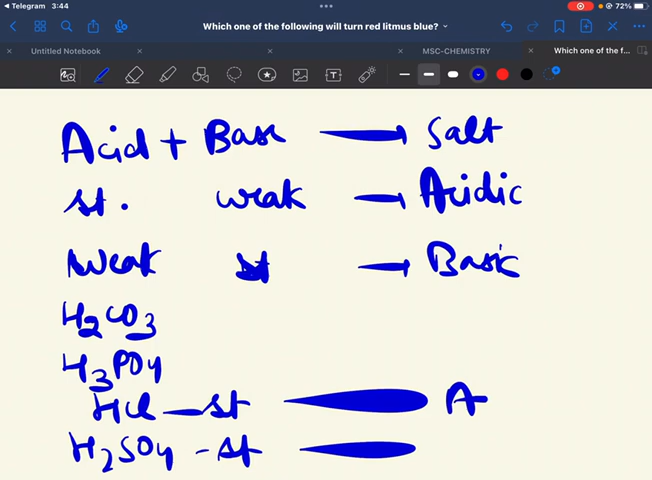 ◀ Telegram 3:44 72%
Which one of the following will turn red litmus blue?
Untitled Notebook MSC-CHEMISTRY Which one of the f...
Acid + Base → Salt
st. weak → Acidic
Weak st → Basic
H2CO3
H3PO4
HCl — st A
H2SO4 - st